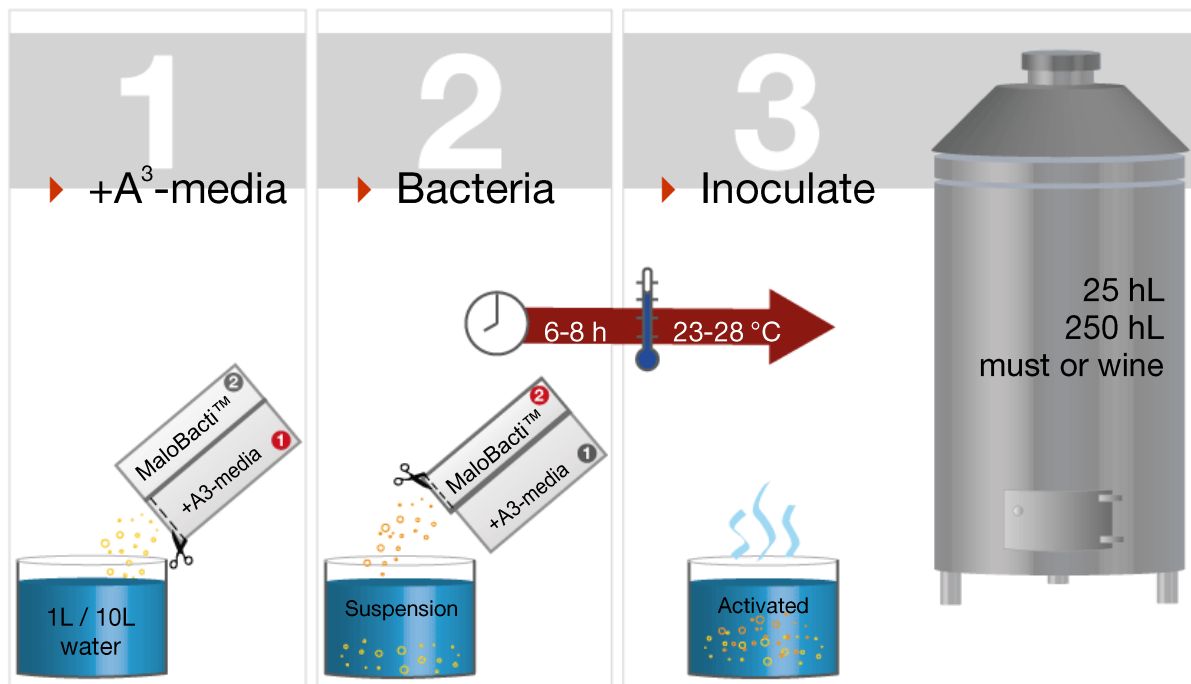 1
+A³-media
MaloBacti™ 2
+A3-media 1
1L / 10L
water
2
Bacteria
6-8 h
23-28 °C
MaloBacti™ 2
+A3-media 1
Suspension
3
Inoculate
25 hL
250 hL
must or wine
Activated